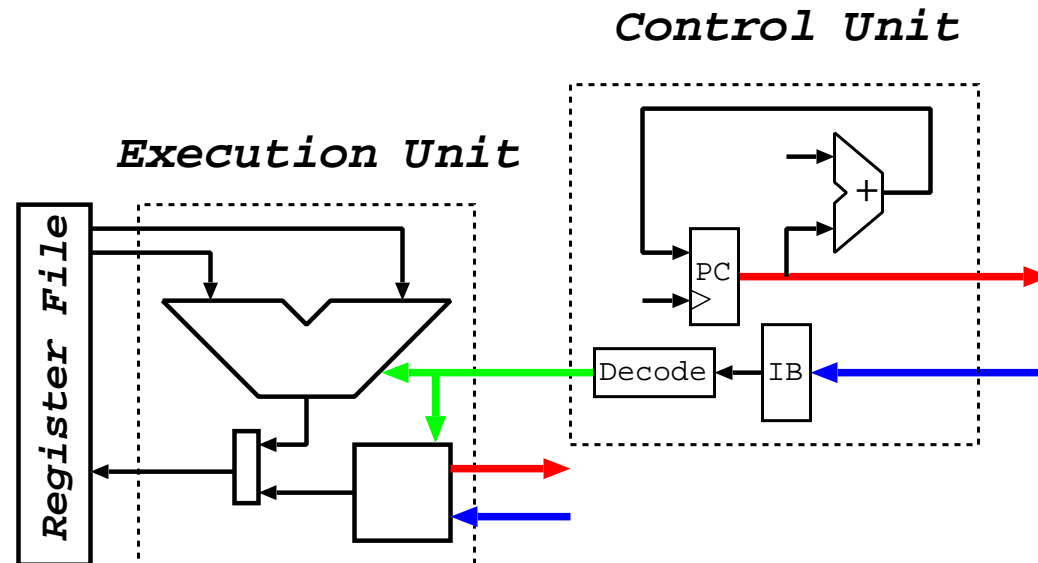 Control Unit
Execution Unit
Register File
+
PC
Decode
IB